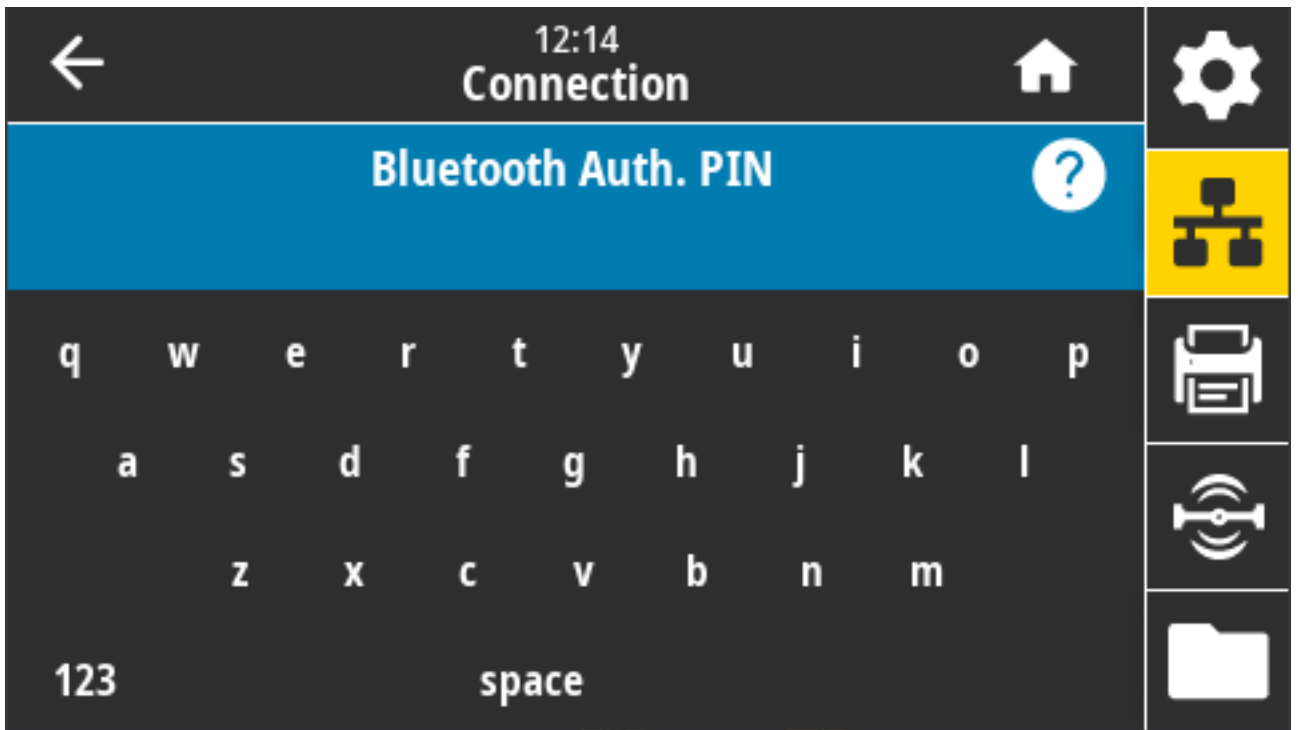 12:14
Connection
Bluetooth Auth. PIN
?
q w e r t y u i o p
a s d f g h j k l
z x c v b n m
123 space